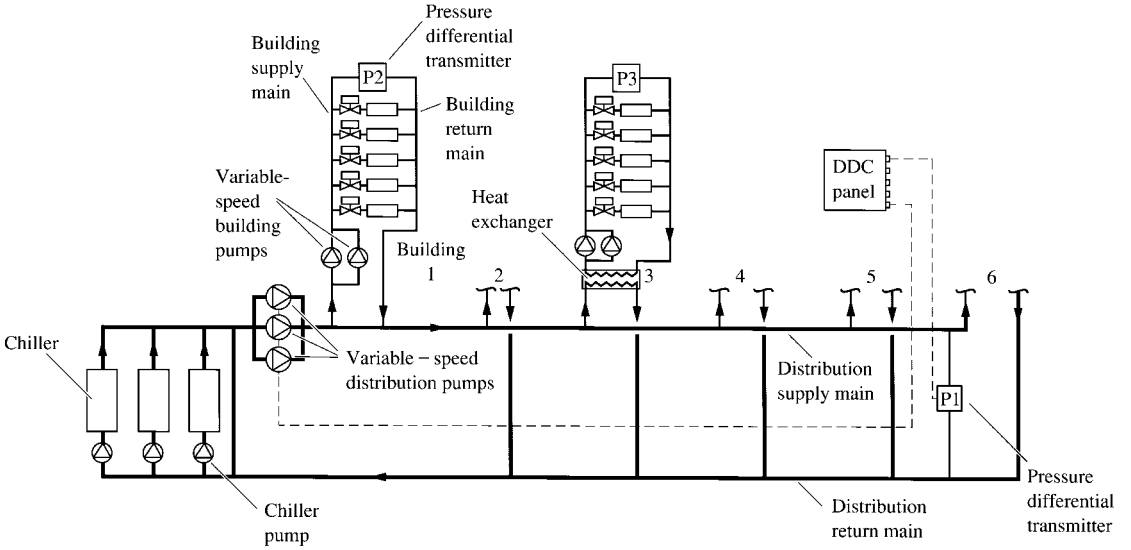 Pressure
differential
transmitter
Building
supply
main
P2
P3
Building
return
main
DDC
panel
Variable-
speed
building
pumps
Heat
exchanger
Building
1
2
3
4
5
6
Chiller
Variable – speed
distribution pumps
Distribution
supply main
P1
Chiller
pump
Distribution
return main
Pressure
differential
transmitter